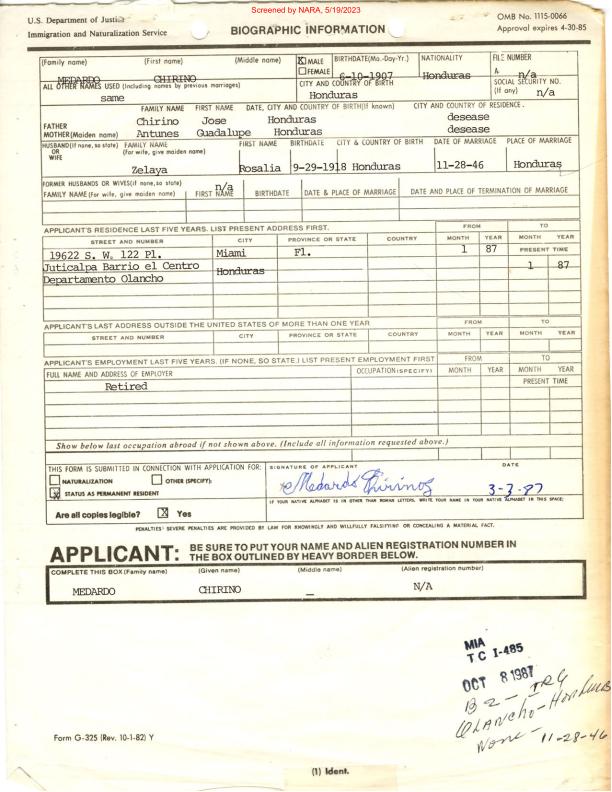 Screened by NARA, 5/19/2023
U.S. Department of Justice
Immigration and Naturalization Service
BIOGRAPHIC INFORMATION
OMB No. 1115-0066
Approval expires 4-30-85
(Family name) (First name) (Middle name) X MALE BIRTHDATE(Mo.-Day-Yr.) NATIONALITY FILE NUMBER
MEDARDO CHIRINO FEMALE 6-10-1907 Honduras A- n/a
ALL OTHER NAMES USED (Including names by previous marriages) CITY AND COUNTRY OF BIRTH SOCIAL SECURITY NO. (If any)
same Honduras n/a
FAMILY NAME FIRST NAME DATE, CITY AND COUNTRY OF BIRTH(If known) CITY AND COUNTRY OF RESIDENCE.
FATHER Chirino Jose Honduras desease
MOTHER(Maiden name) Antunes Guadalupe Honduras desease
HUSBAND(If none, so state) OR WIFE FAMILY NAME (For wife, give maiden name) FIRST NAME BIRTHDATE CITY & COUNTRY OF BIRTH DATE OF MARRIAGE PLACE OF MARRIAGE
Zelaya Rosalia 9-29-1918 Honduras 11-28-46 Honduras
FORMER HUSBANDS OR WIVES(if none, so state) n/a
FAMILY NAME (For wife, give maiden name) FIRST NAME BIRTHDATE DATE & PLACE OF MARRIAGE DATE AND PLACE OF TERMINATION OF MARRIAGE
APPLICANT'S RESIDENCE LAST FIVE YEARS. LIST PRESENT ADDRESS FIRST. FROM TO
STREET AND NUMBER CITY PROVINCE OR STATE COUNTRY MONTH YEAR MONTH YEAR
19622 S. W. 122 Pl. Miami Fl. 1 87 PRESENT TIME
Juticalpa Barrio el Centro Honduras 1 87
Departamento Olancho
APPLICANT'S LAST ADDRESS OUTSIDE THE UNITED STATES OF MORE THAN ONE YEAR FROM TO
STREET AND NUMBER CITY PROVINCE OR STATE COUNTRY MONTH YEAR MONTH YEAR
APPLICANT'S EMPLOYMENT LAST FIVE YEARS. (IF NONE, SO STATE.) LIST PRESENT EMPLOYMENT FIRST FROM TO
FULL NAME AND ADDRESS OF EMPLOYER OCCUPATION(SPECIFY) MONTH YEAR MONTH YEAR
Retired PRESENT TIME
Show below last occupation abroad if not shown above. (Include all information requested above.)
THIS FORM IS SUBMITTED IN CONNECTION WITH APPLICATION FOR: SIGNATURE OF APPLICANT DATE
NATURALIZATION OTHER (SPECIFY):
X STATUS AS PERMANENT RESIDENT Medardo Chirinos 3-3-87
IF YOUR NATIVE ALPHABET IS IN OTHER THAN ROMAN LETTERS, WRITE YOUR NAME IN YOUR NATIVE ALPHABET IN THIS SPACE:
Are all copies legible? X Yes
PENALTIES: SEVERE PENALTIES ARE PROVIDED BY LAW FOR KNOWINGLY AND WILLFULLY FALSIFYING OR CONCEALING A MATERIAL FACT.
APPLICANT: BE SURE TO PUT YOUR NAME AND ALIEN REGISTRATION NUMBER IN
THE BOX OUTLINED BY HEAVY BORDER BELOW.
COMPLETE THIS BOX (Family name) (Given name) (Middle name) (Alien registration number)
MEDARDO CHIRINO _ N/A
MIA
T C I-485
OCT 8 1987
B2 -
OLANCHO-Honduras
None - 11-28-46
Form G-325 (Rev. 10-1-82) Y
(1) Ident.